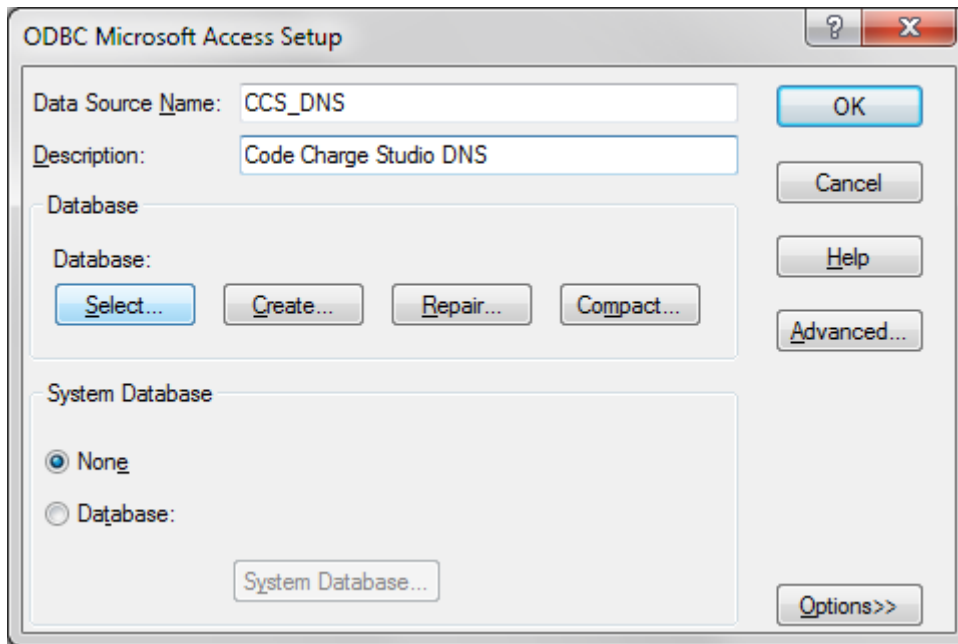 ODBC Microsoft Access Setup
Data Source Name: CCS_DNS
OK
Description: Code Charge Studio DNS
Cancel
Database
Database:
Help
Select... Create... Repair... Compact...
Advanced...
System Database
None
Database:
System Database...
Options>>